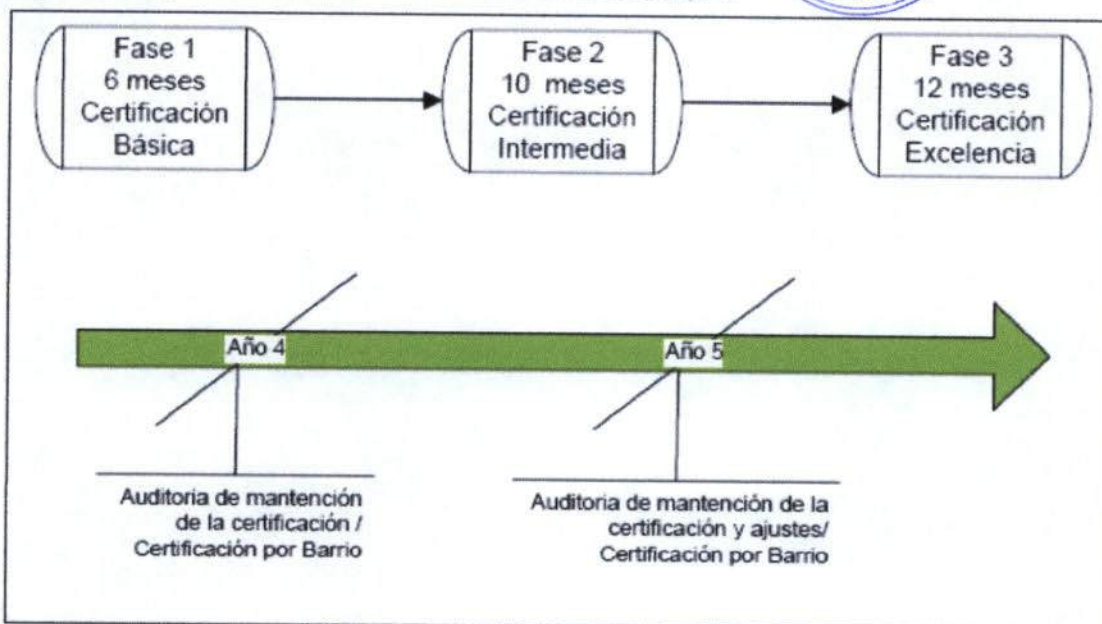 Fase 1
6 meses
Certificación
Básica
Fase 2
10 meses
Certificación
Intermedia
Fase 3
12 meses
Certificación
Excelencia
Año 4
Año 5
Auditoria de mantención
de la certificación /
Certificación por Barrio
Auditoria de mantención de la
certificación y ajustes/
Certificación por Barrio